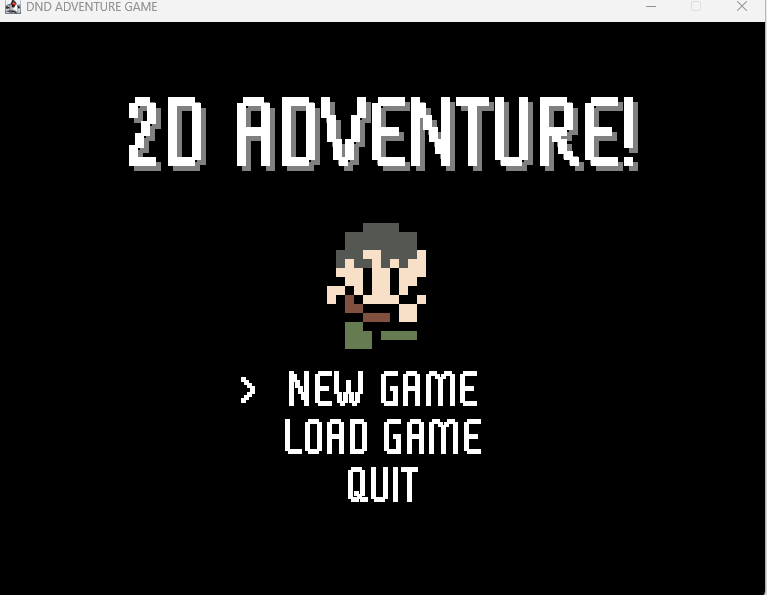 DND ADVENTURE GAME
2D ADVENTURE!
> NEW GAME
LOAD GAME
QUIT